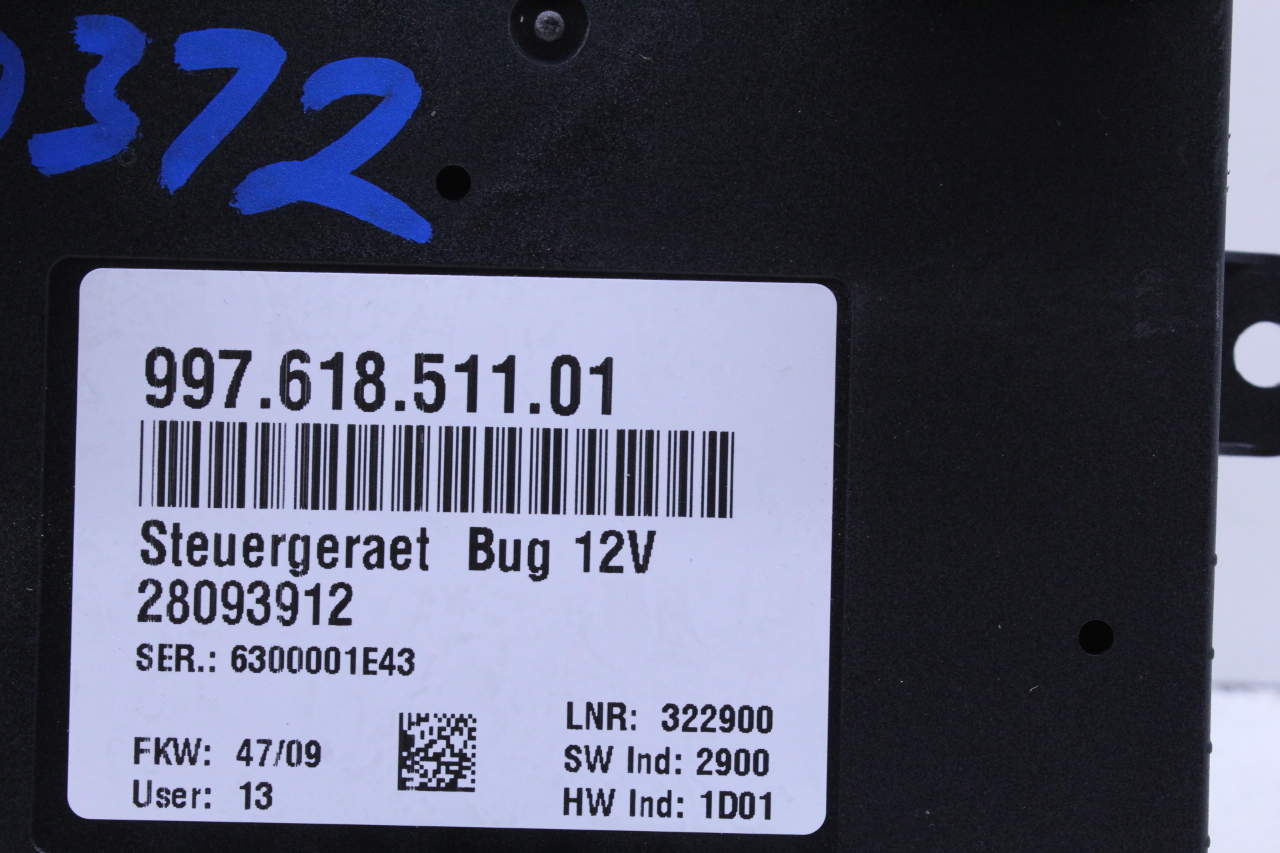 372
997.618.511.01
Steuergeraet Bug 12V
28093912
SER.: 6300001E43
FKW: 47/09
User: 13
LNR: 322900
SW Ind: 2900
HW Ind: 1D01